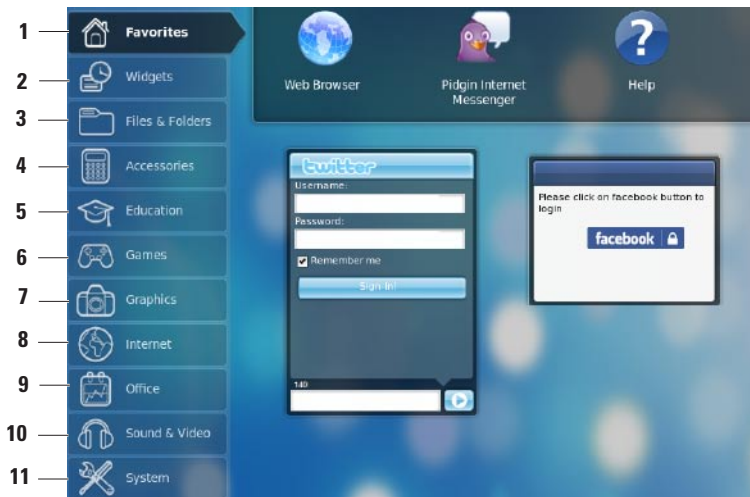 1 Favorites
2 Widgets
3 Files & Folders
4 Accessories
5 Education
6 Games
7 Graphics
8 Internet
9 Office
10 Sound & Video
11 System
Web Browser
Pidgin Internet
Messenger
Help
twitter
Username:
Password:
Remember me
Sign In!
140
Please click on facebook button to
login
facebook